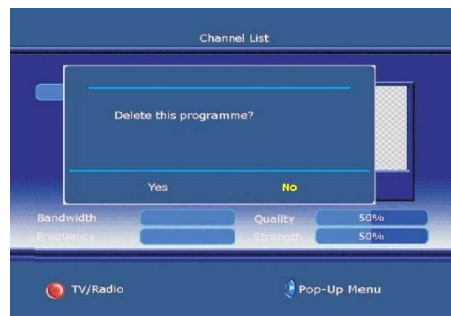 Channel List
Delete this programme?
Yes No
Bandwidth Quality 50%
Frequency Strength 50%
TV/Radio Pop-Up Menu